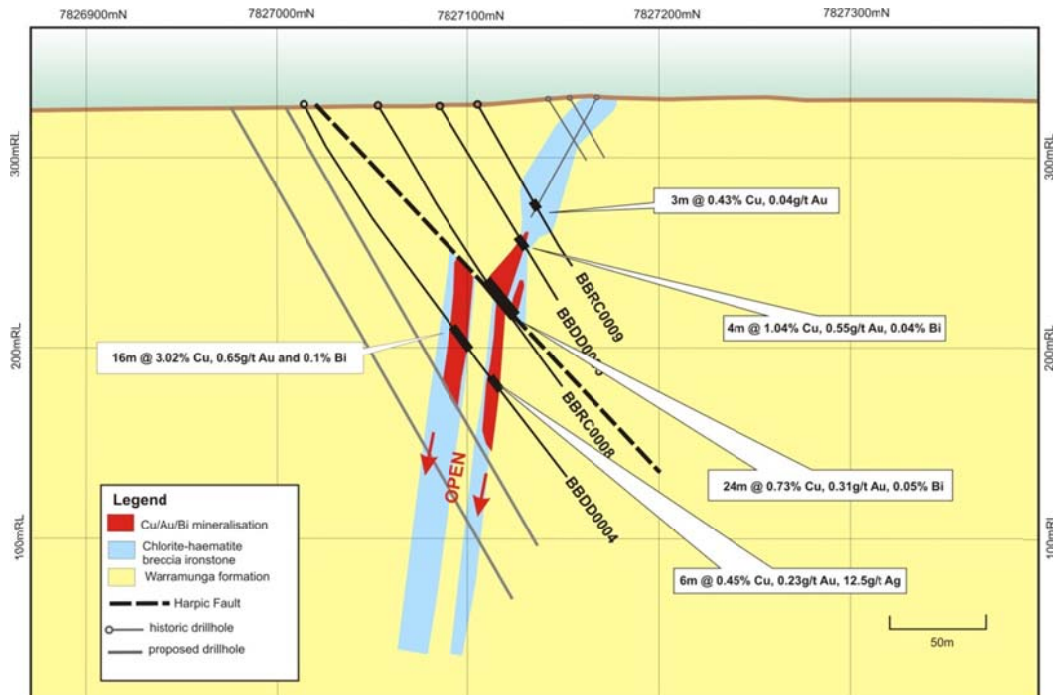 7826900mN 7827000mN 7827100mN 7827200mN 7827300mN
300mRL
300mRL
3m @ 0.43% Cu, 0.04g/t Au
BBRC0009
4m @ 1.04% Cu, 0.55g/t Au, 0.04% Bi
16m @ 3.02% Cu, 0.65g/t Au and 0.1% Bi
200mRL
200mRL
BBRC0008
OPEN
BBDD0004
24m @ 0.73% Cu, 0.31g/t Au, 0.05% Bi
100mRL
100mRL
6m @ 0.45% Cu, 0.23g/t Au, 12.5g/t Ag
Legend
Cu/Au/Bi mineralisation
Chlorite-haematite
breccia ironstone
Warramunga formation
Harpic Fault
historic drillhole
proposed drillhole
50m